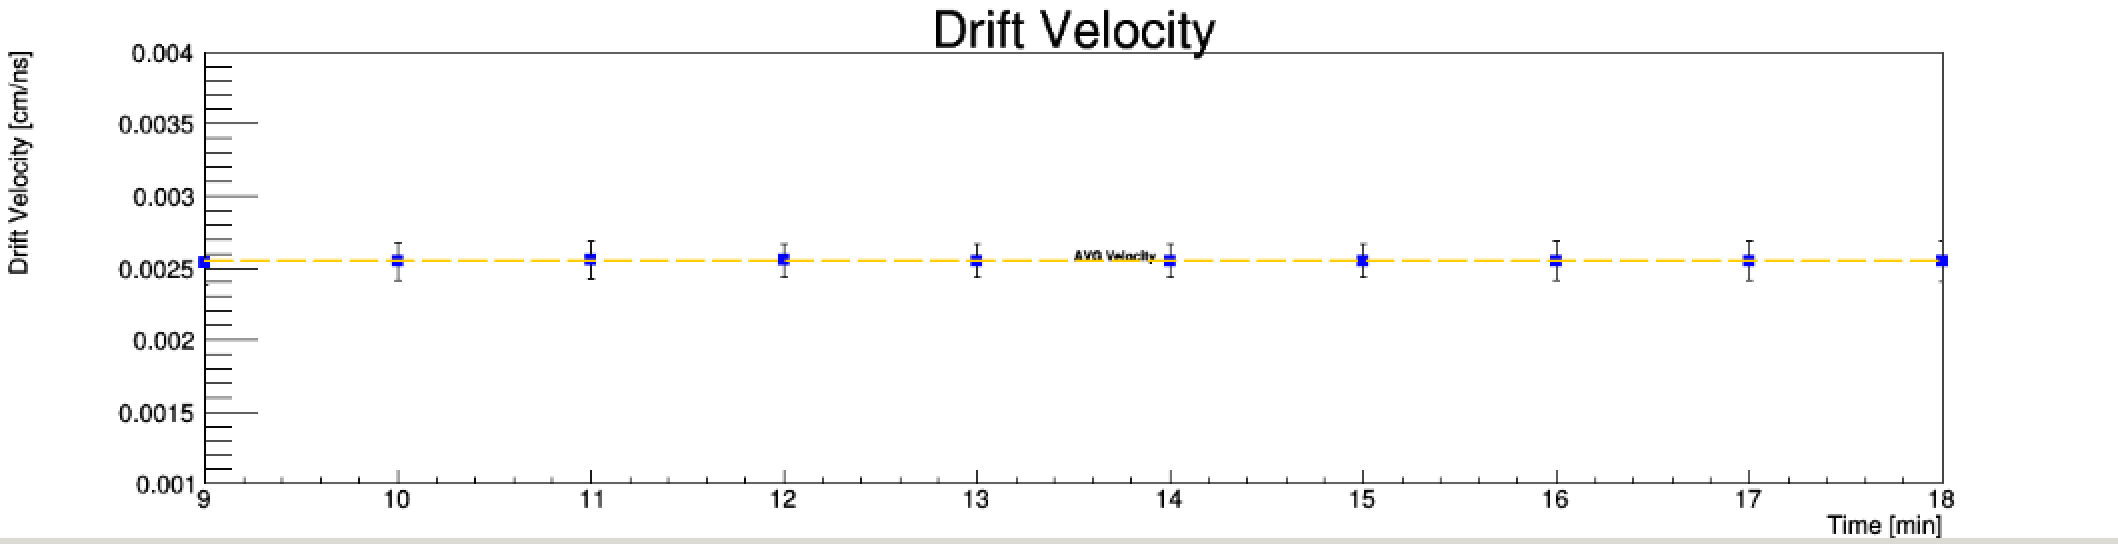 Drift Velocity
Drift Velocity [cm/ns]
0.004
0.0035
0.003
0.0025
0.002
0.0015
0.001
AVG Velocity
9 10 11 12 13 14 15 16 17 18
Time [min]